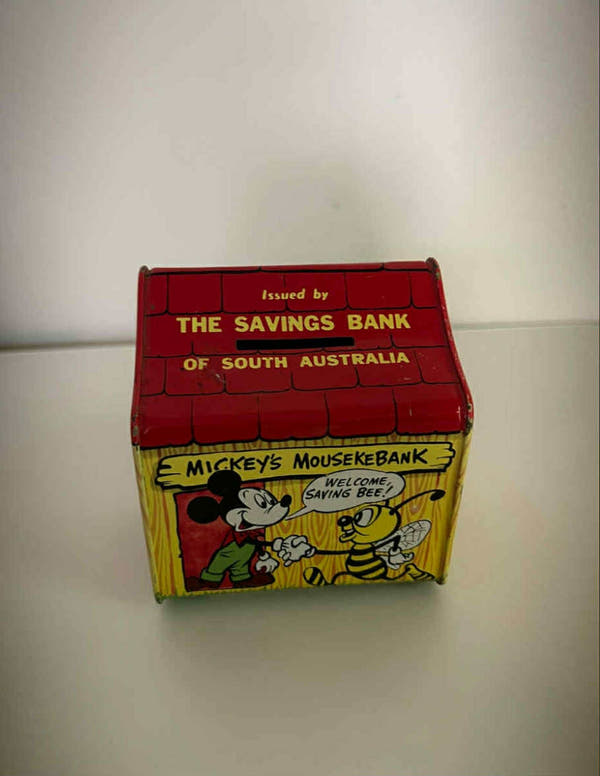 Issued by
THE SAVINGS BANK
OF SOUTH AUSTRALIA
MICKEY'S MOUSEKEBANK
WELCOME,
SAVING BEE!